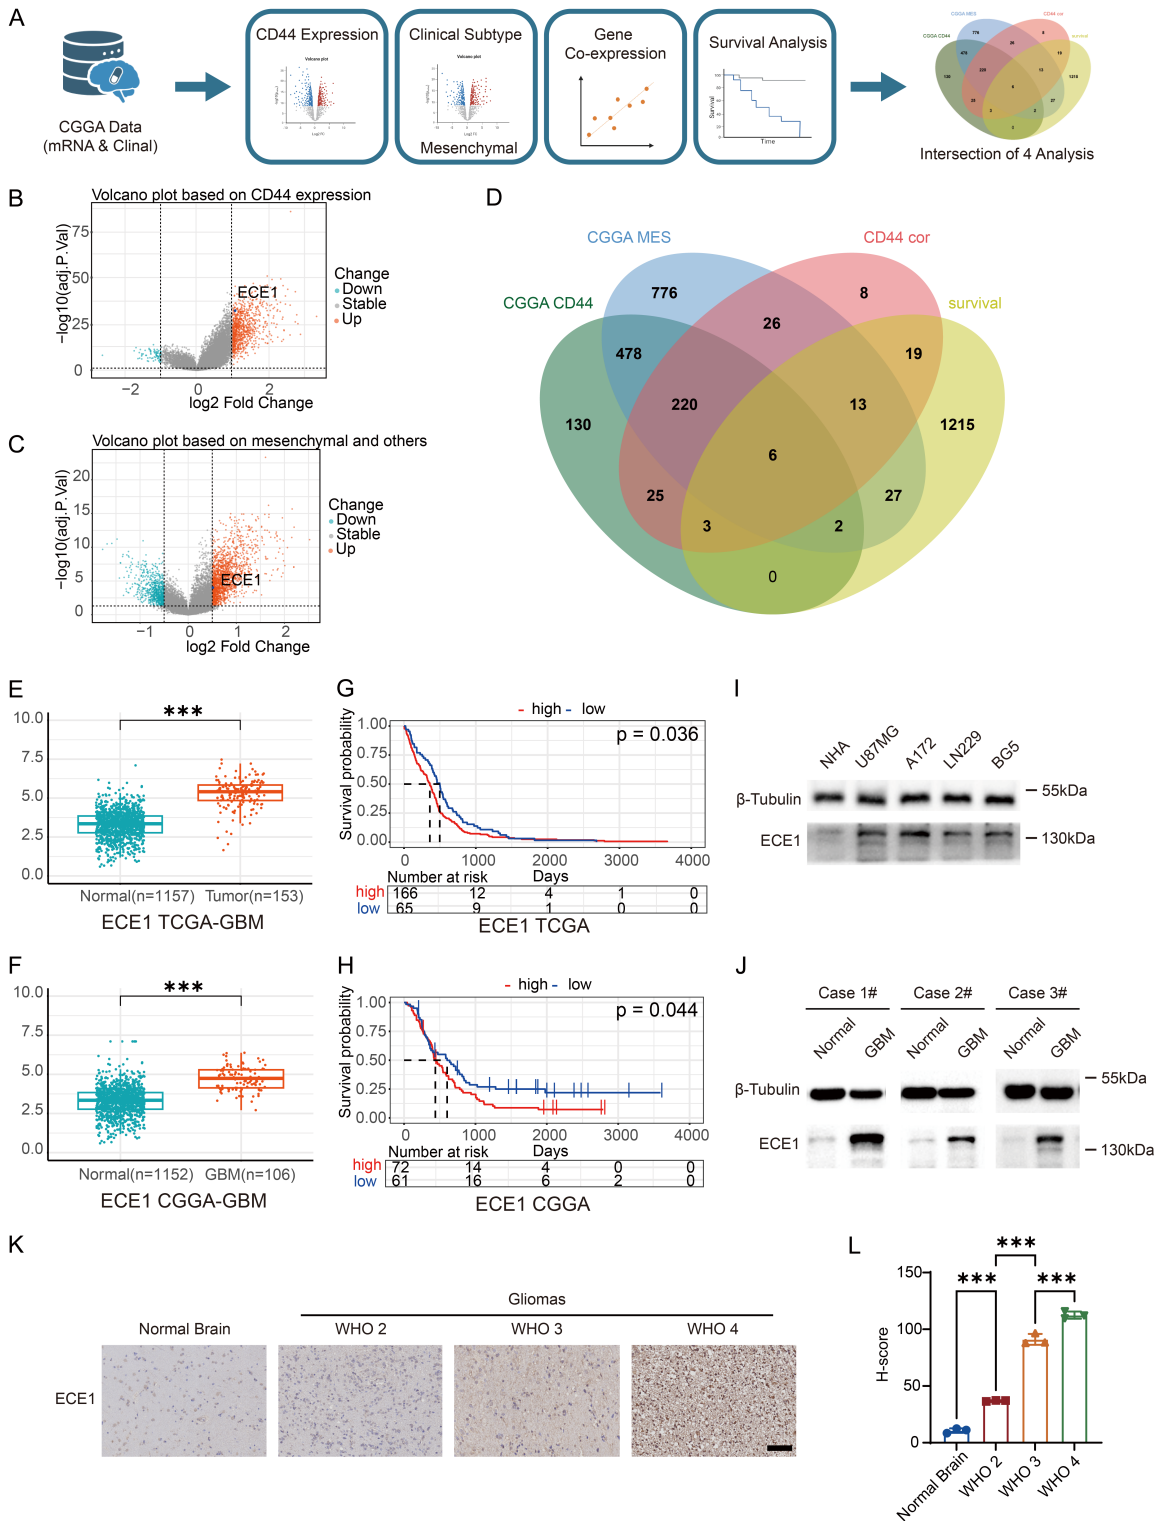 A
CGGA Data
(mRNA & Clinal)
CD44 Expression
Volcano plot
Clinical Subtype
Volcano plot
Mesenchymal
Gene
Co-expression
Survival Analysis
Survival
Time
CGGA MES
CD44 cor
CGGA CD44
survival
Intersection of 4 Analysis
B
Volcano plot based on CD44 expression
−log10(adj.P.Val)
75
50
25
0
ECE1
−2
0
2
log2 Fold Change
Change
Down
Stable
Up
C
Volcano plot based on mesenchymal and others
−log10(adj.P.Val)
20
15
10
5
0
ECE1
−1
0
1
2
log2 Fold Change
Change
Down
Stable
Up
D
CGGA MES
CD44 cor
CGGA CD44
survival
776
8
26
478
19
220
13
130
1215
6
25
27
3
2
0
E
10.0
7.5
5.0
2.5
0.0
***
Normal(n=1157)
Tumor(n=153)
ECE1 TCGA-GBM
F
10.0
7.5
5.0
2.5
0.0
***
Normal(n=1152)
GBM(n=106)
ECE1 CGGA-GBM
G
high
low
Survival probability
1.00
0.75
0.50
0.25
0.00
p = 0.036
0
1000
2000
3000
4000
Number at risk
Days
high 166 12 4 1 0
low 65 9 1 0 0
ECE1 TCGA
H
high
low
Survival probability
1.00
0.75
0.50
0.25
0.00
p = 0.044
0
1000
2000
3000
4000
Number at risk
Days
high 72 14 4 0 0
low 61 16 6 2 0
ECE1 CGGA
I
NHA
U87MG
A172
LN229
BG5
β-Tubulin
55kDa
ECE1
130kDa
J
Case 1#
Case 2#
Case 3#
Normal
GBM
Normal
GBM
Normal
GBM
β-Tubulin
55kDa
ECE1
130kDa
K
Gliomas
Normal Brain
WHO 2
WHO 3
WHO 4
ECE1
L
H-score
150
100
50
0
***
***
***
Normal Brain
WHO 2
WHO 3
WHO 4